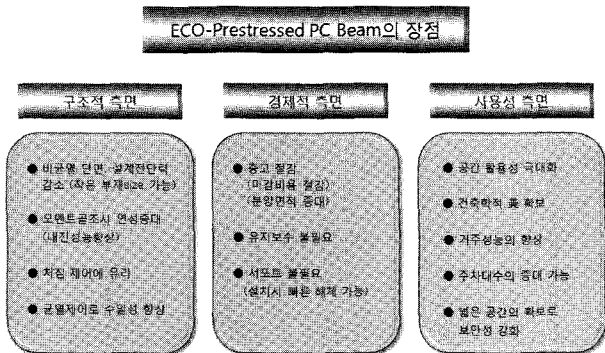 ECO-Prestressed PC Beam의 장점
구조적 측면
● 비균열 단면, 설계전단력
감소 (작은 부재size 가능)
● 모멘트골조시 연성증대
(내진성능향상)
● 처짐 제어에 유리
● 균열제어로 수밀성 향상
경제적 측면
● 층고 절감
(마감비용 절감)
(분양면적 증대)
● 유지보수 불필요
● 서포트 불필요
(설치시 빠른 해체 가능)
사용성 측면
● 공간 활용성 극대화
● 건축학적 美 확보
● 거주성능의 향상
● 주차대수의 증대 가능
● 넓은 공간의 확보로
보안성 강화